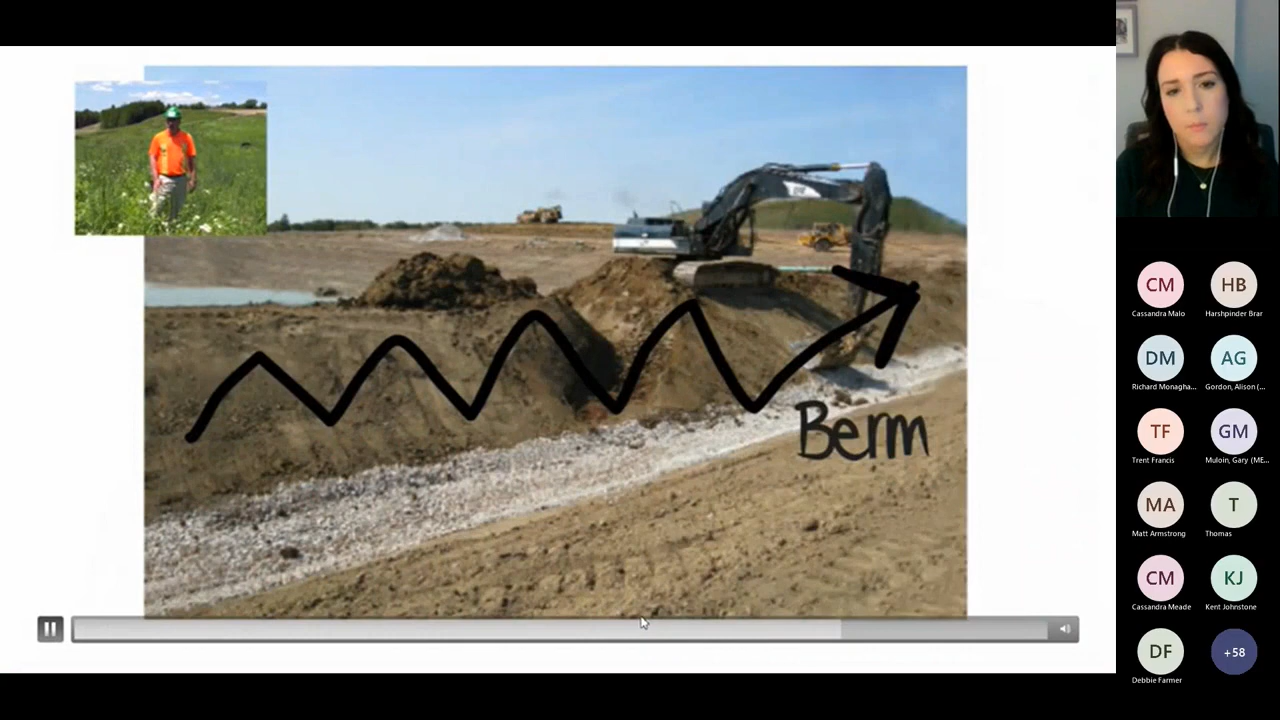 Berm
CM
HB
Cassandra Malo
Harshpinder Brar
DM
AG
Richard Monagha...
Gordon, Alison (...
TF
GM
Trent Francis
Muloin, Gary (ME...
MA
T
Matt Armstrong
Thomas
CM
KJ
Cassandra Meade
Kent Johnstone
DF
+58
Debbie Farmer